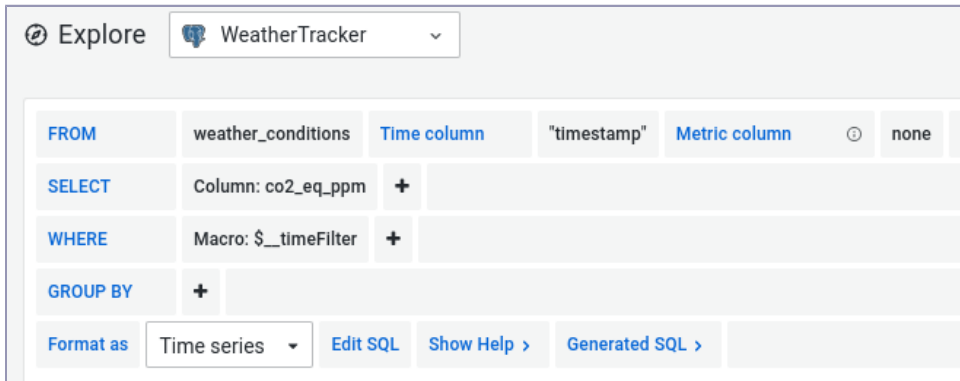 Explore WeatherTracker
FROM weather_conditions Time column "timestamp" Metric column none
SELECT Column: co2_eq_ppm +
WHERE Macro: $__timeFilter +
GROUP BY +
Format as Time series Edit SQL Show Help > Generated SQL >